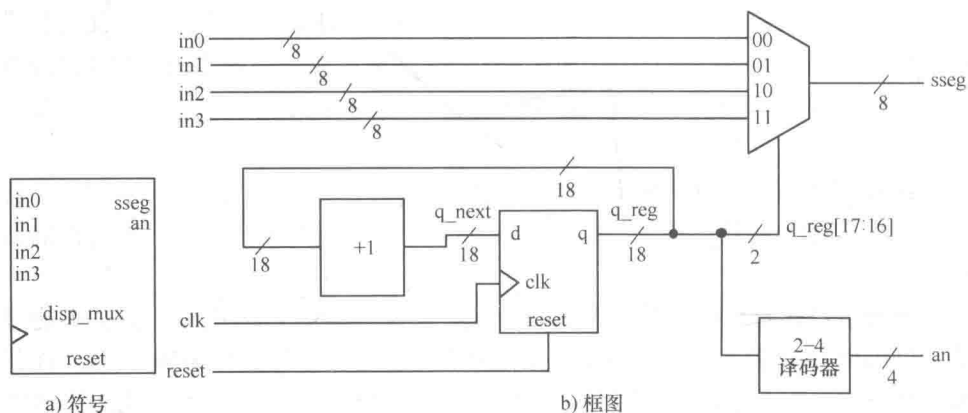 in0
8
in1
8
in2
8
in3
8
00
01
10
11
8
sseg
in0
in1
in2
in3
sseg
an
disp_mux
reset
18
18
+1
q_next
18
d
q
clk
reset
q_reg
18
2
q_reg[17:16]
clk
reset
2-4
译码器
4
an
a) 符号
b) 框图